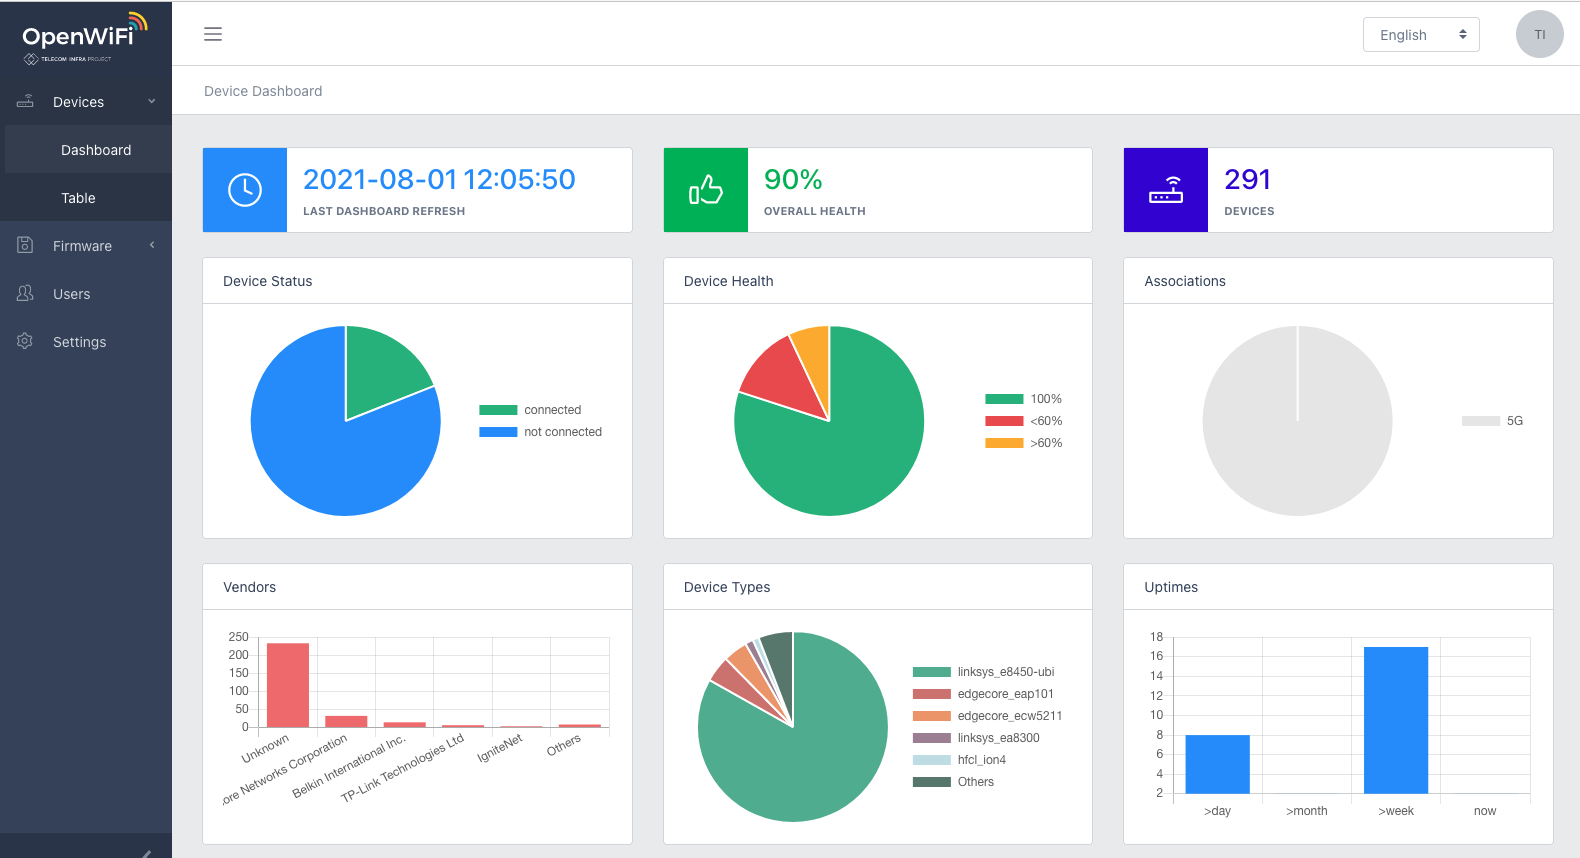 OpenWiFi
TELECOM INFRA PROJECT
English
TI
Devices
Dashboard
Table
Firmware
Users
Settings
Device Dashboard
2021-08-01 12:05:50
LAST DASHBOARD REFRESH
90%
OVERALL HEALTH
291
DEVICES
Device Status
connected
not connected
Device Health
100%
<60%
>60%
Associations
5G
Vendors
250
200
150
100
50
0
Unknown
ore Networks Corporation
Belkin International Inc.
TP-Link Technologies Ltd
IgniteNet
Others
Device Types
linksys_e8450-ubi
edgecore_eap101
edgecore_ecw5211
linksys_ea8300
hfcl_ion4
Others
Uptimes
18
16
14
12
10
8
6
4
2
>day
>month
>week
now